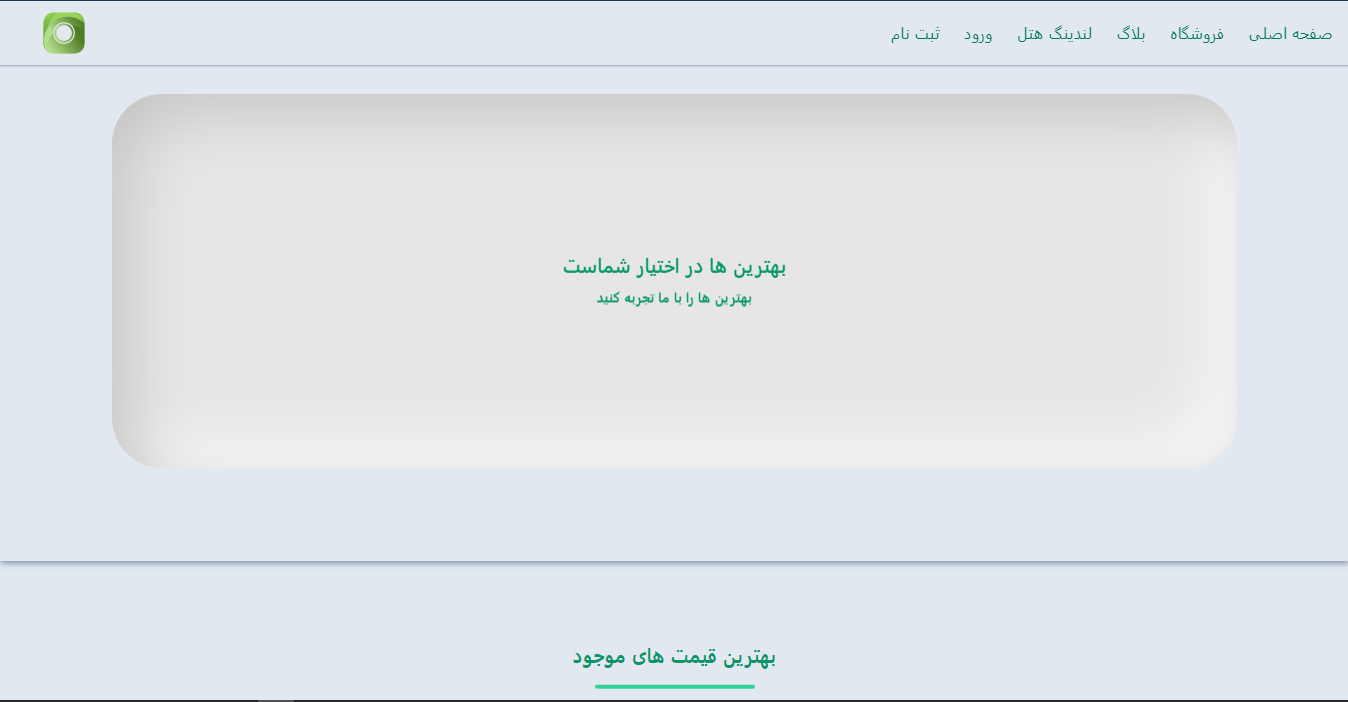 صفحه اصلی فروشگاه بلاگ لندینگ هتل ورود ثبت نام
بهترین ها در اختیار شماست
بهترین ها را با ما تجربه کنید
بهترین قیمت های موجود